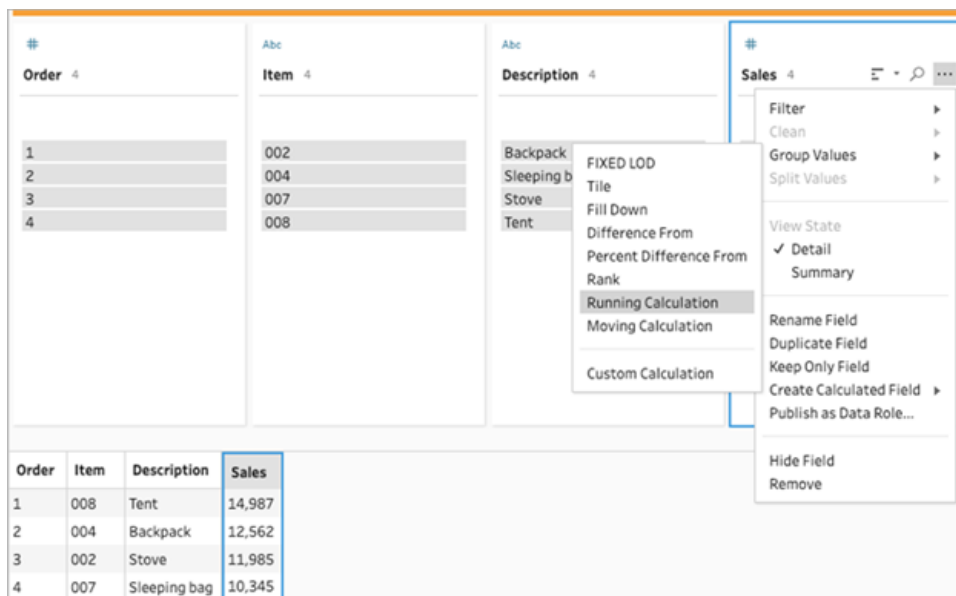 # Abc Abc #
Order 4 Item 4 Description 4 Sales 4 ...
1 002 Backpack
2 004 Sleeping b
3 007 Stove
4 008 Tent
FIXED LOD
Tile
Fill Down
Difference From
Percent Difference From
Rank
Running Calculation
Moving Calculation
Custom Calculation
Filter
Clean
Group Values
Split Values
View State
✓ Detail
Summary
Rename Field
Duplicate Field
Keep Only Field
Create Calculated Field
Publish as Data Role...
Hide Field
Remove
Order Item Description Sales
1 008 Tent 14,987
2 004 Backpack 12,562
3 002 Stove 11,985
4 007 Sleeping bag 10,345